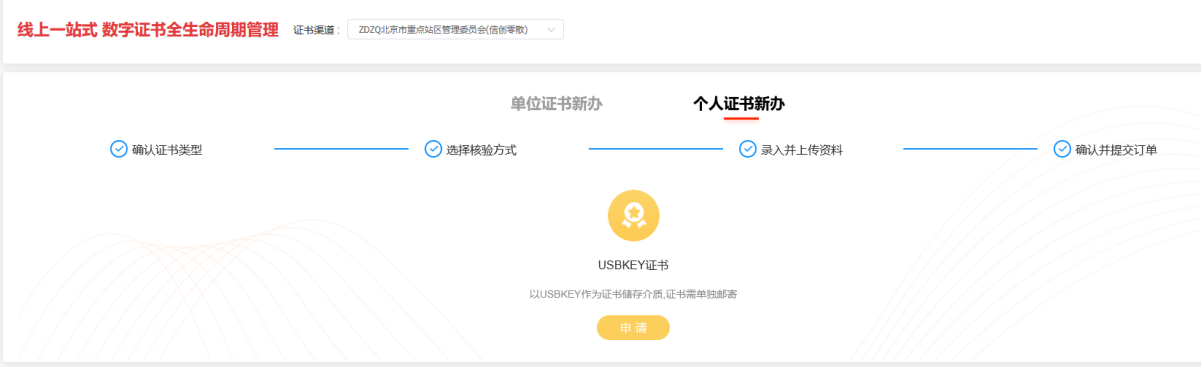 线上一站式 数字证书全生命周期管理 证书渠道： ZDZQ北京市重点站区管理委员会(信创零散)
单位证书新办 个人证书新办
确认证书类型 选择核验方式 录入并上传资料 确认并提交订单
USBKEY证书
以USBKEY作为证书储存介质,证书需单独邮寄
申 请